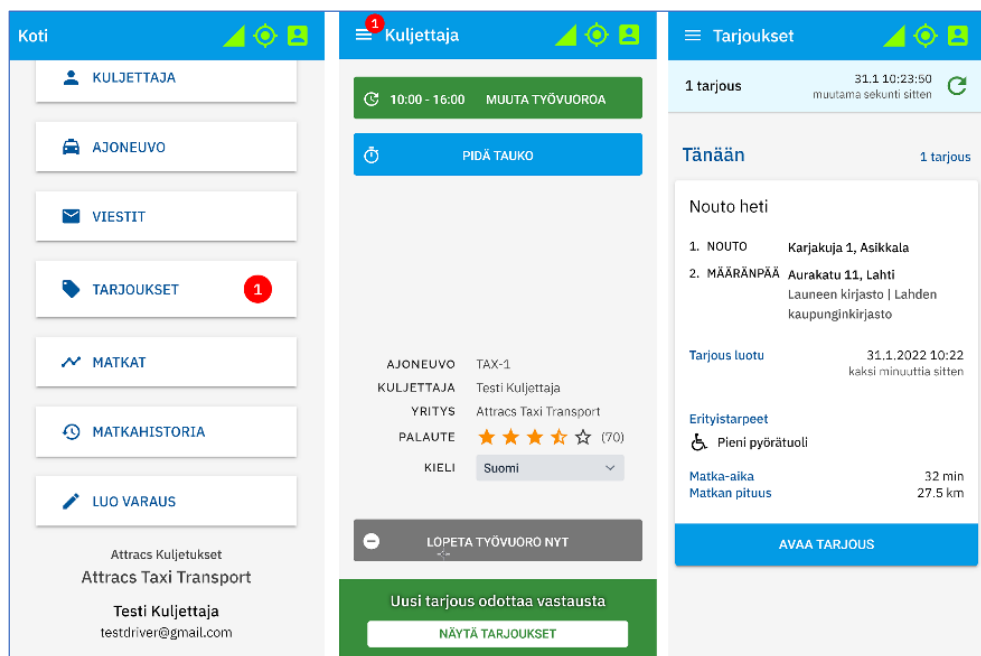 Koti
KULJETTAJA
AJONEUVO
VIESTIT
TARJOUKSET 1
MATKAT
MATKAHISTORIA
LUO VARAUS
Attracs Kuljetukset
Attracs Taxi Transport
Testi Kuljettaja
testdriver@gmail.com
1
Kuljettaja
10:00 - 16:00 MUUTA TYÖVUOROA
PIDÄ TAUKO
AJONEUVO TAX-1
KULJETTAJA Testi Kuljettaja
YRITYS Attracs Taxi Transport
PALAUTE (70)
KIELI Suomi
LOPETA TYÖVUORO NYT
Uusi tarjous odottaa vastausta
NÄYTÄ TARJOUKSET
Tarjoukset
1 tarjous 31.1 10:23:50
muutama sekunti sitten
Tänään 1 tarjous
Nouto heti
1. NOUTO Karjakuja 1, Asikkala
2. MÄÄRÄNPÄÄ Aurakatu 11, Lahti
Launeen kirjasto | Lahden
kaupunginkirjasto
Tarjous luotu 31.1.2022 10:22
kaksi minuuttia sitten
Erityistarpeet
Pieni pyörätuoli
Matka-aika 32 min
Matkan pituus 27.5 km
AVAA TARJOUS